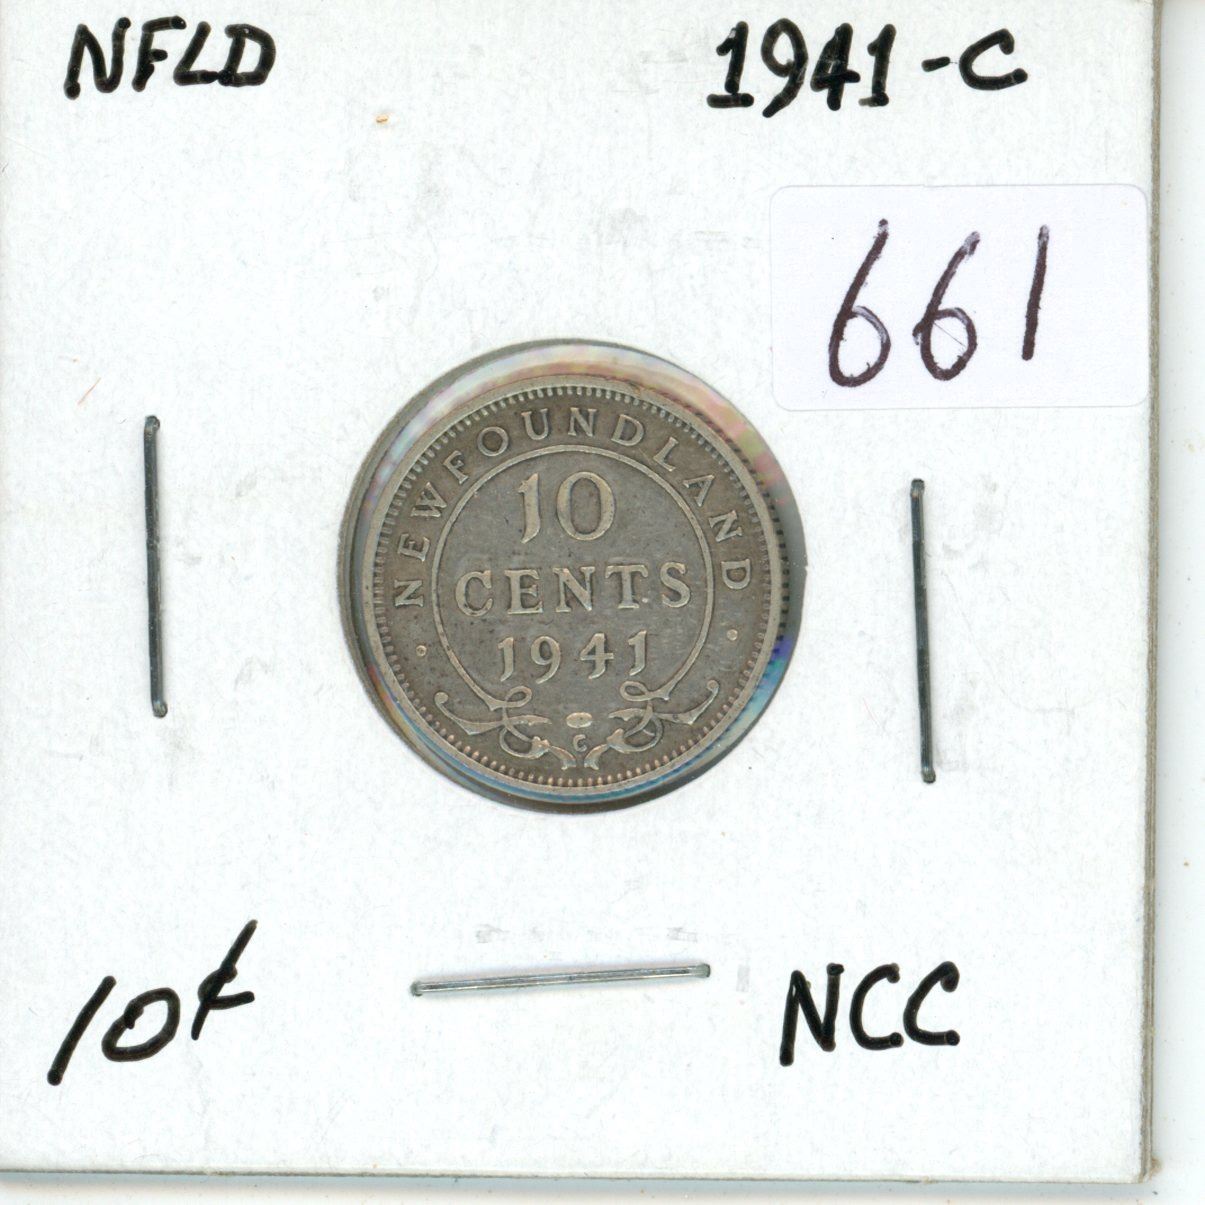 NFLD 1941-C
661
NEWFOUNDLAND
10
CENTS
1941
C
10¢ NCC